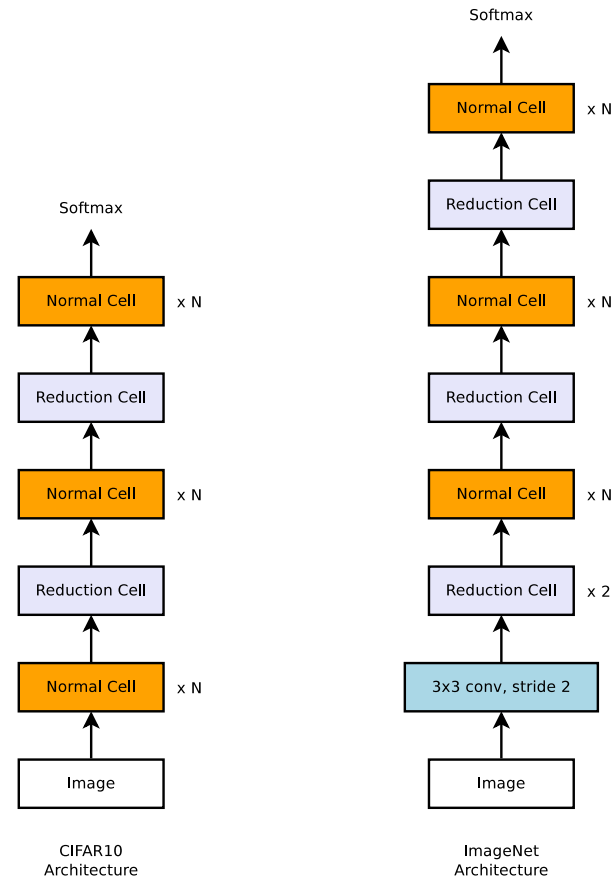 Softmax
Normal Cell
x N
Reduction Cell
Normal Cell
x N
Reduction Cell
Normal Cell
x N
Image
CIFAR10
Architecture
Softmax
Normal Cell
x N
Reduction Cell
Normal Cell
x N
Reduction Cell
Normal Cell
x N
Reduction Cell
x 2
3x3 conv, stride 2
Image
ImageNet
Architecture